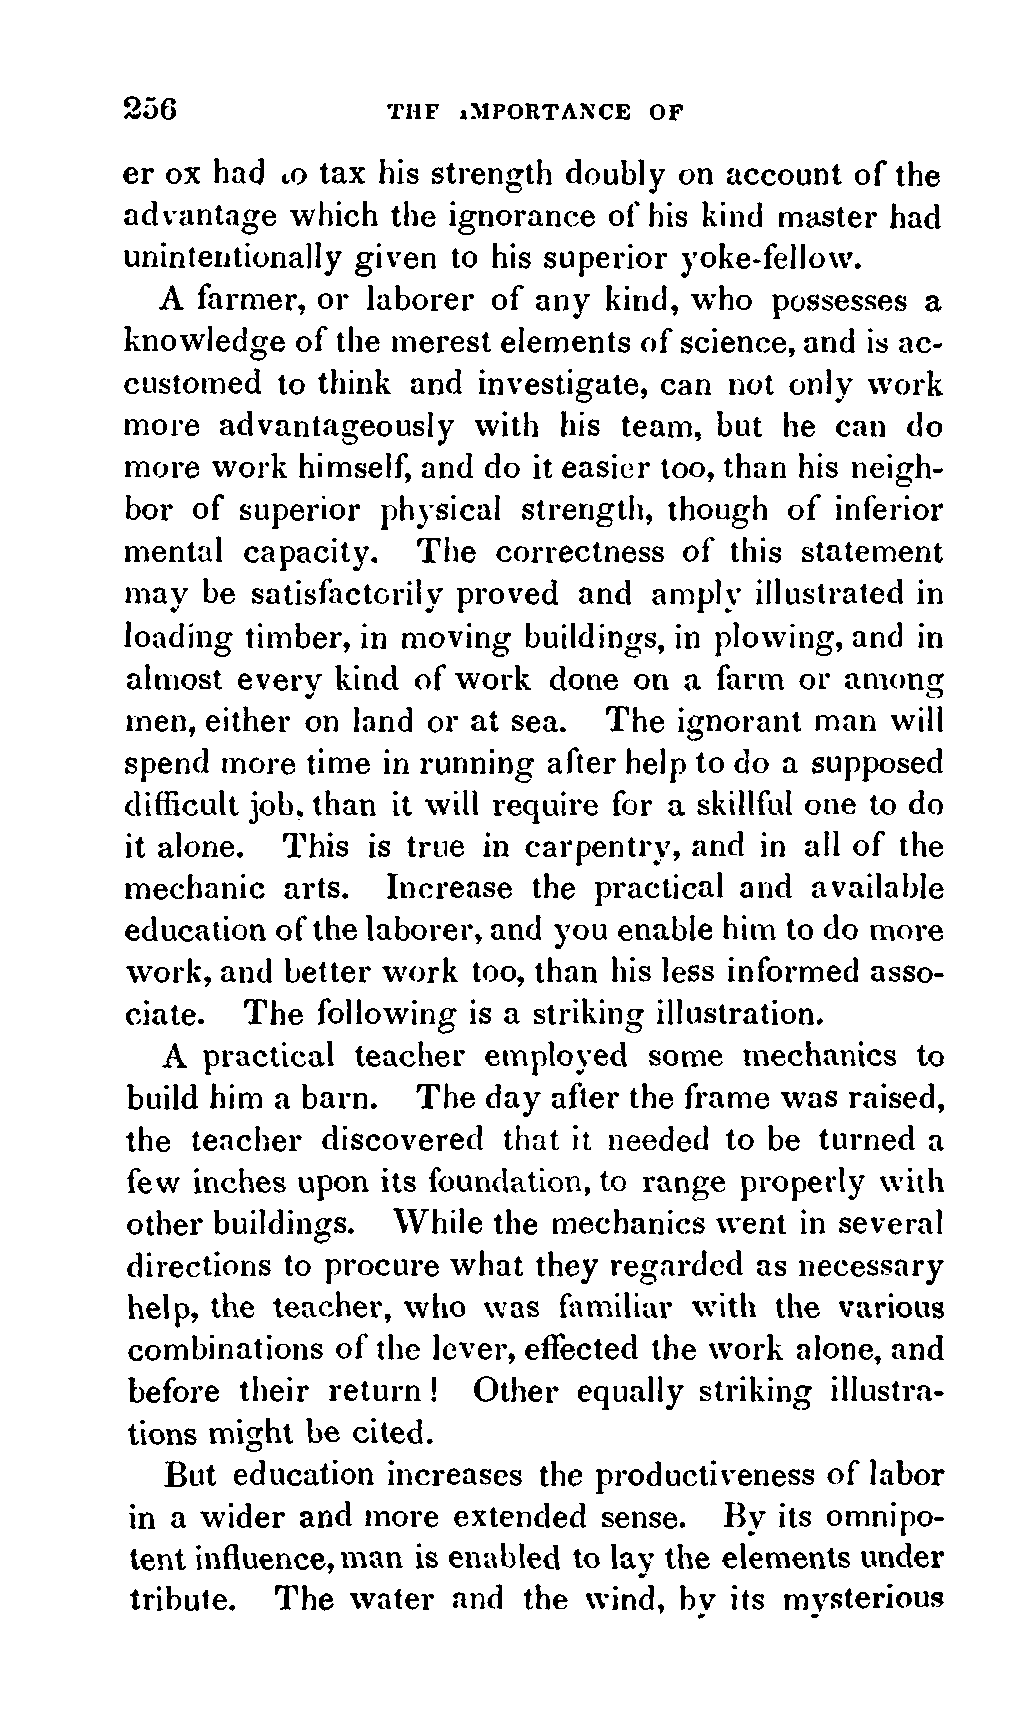 256 THE IMPORTANCE OF
er ox had to tax his strength doubly on account of the
advantage which the ignorance of his kind master had
unintentionally given to his superior yoke-fellow.
A farmer, or laborer of any kind, who possesses a
knowledge of the merest elements of science, and is ac-
customed to think and investigate, can not only work
more advantageously with his team, but he can do
more work himself, and do it easier too, than his neigh-
bor of superior physical strength, though of inferior
mental capacity. The correctness of this statement
may be satisfactorily proved and amply illustrated in
loading timber, in moving buildings, in plowing, and in
almost every kind of work done on a farm or among
men, either on land or at sea. The ignorant man will
spend more time in running after help to do a supposed
difficult job, than it will require for a skillful one to do
it alone. This is true in carpentry, and in all of the
mechanic arts. Increase the practical and available
education of the laborer, and you enable him to do more
work, and better work too, than his less informed asso-
ciate. The following is a striking illustration.
A practical teacher employed some mechanics to
build him a barn. The day after the frame was raised,
the teacher discovered that it needed to be turned a
few inches upon its foundation, to range properly with
other buildings. While the mechanics went in several
directions to procure what they regarded as necessary
help, the teacher, who was familiar with the various
combinations of the lever, effected the work alone, and
before their return! Other equally striking illustra-
tions might be cited.
But education increases the productiveness of labor
in a wider and more extended sense. By its omnipo-
tent influence, man is enabled to lay the elements under
tribute. The water and the wind, by its mysterious